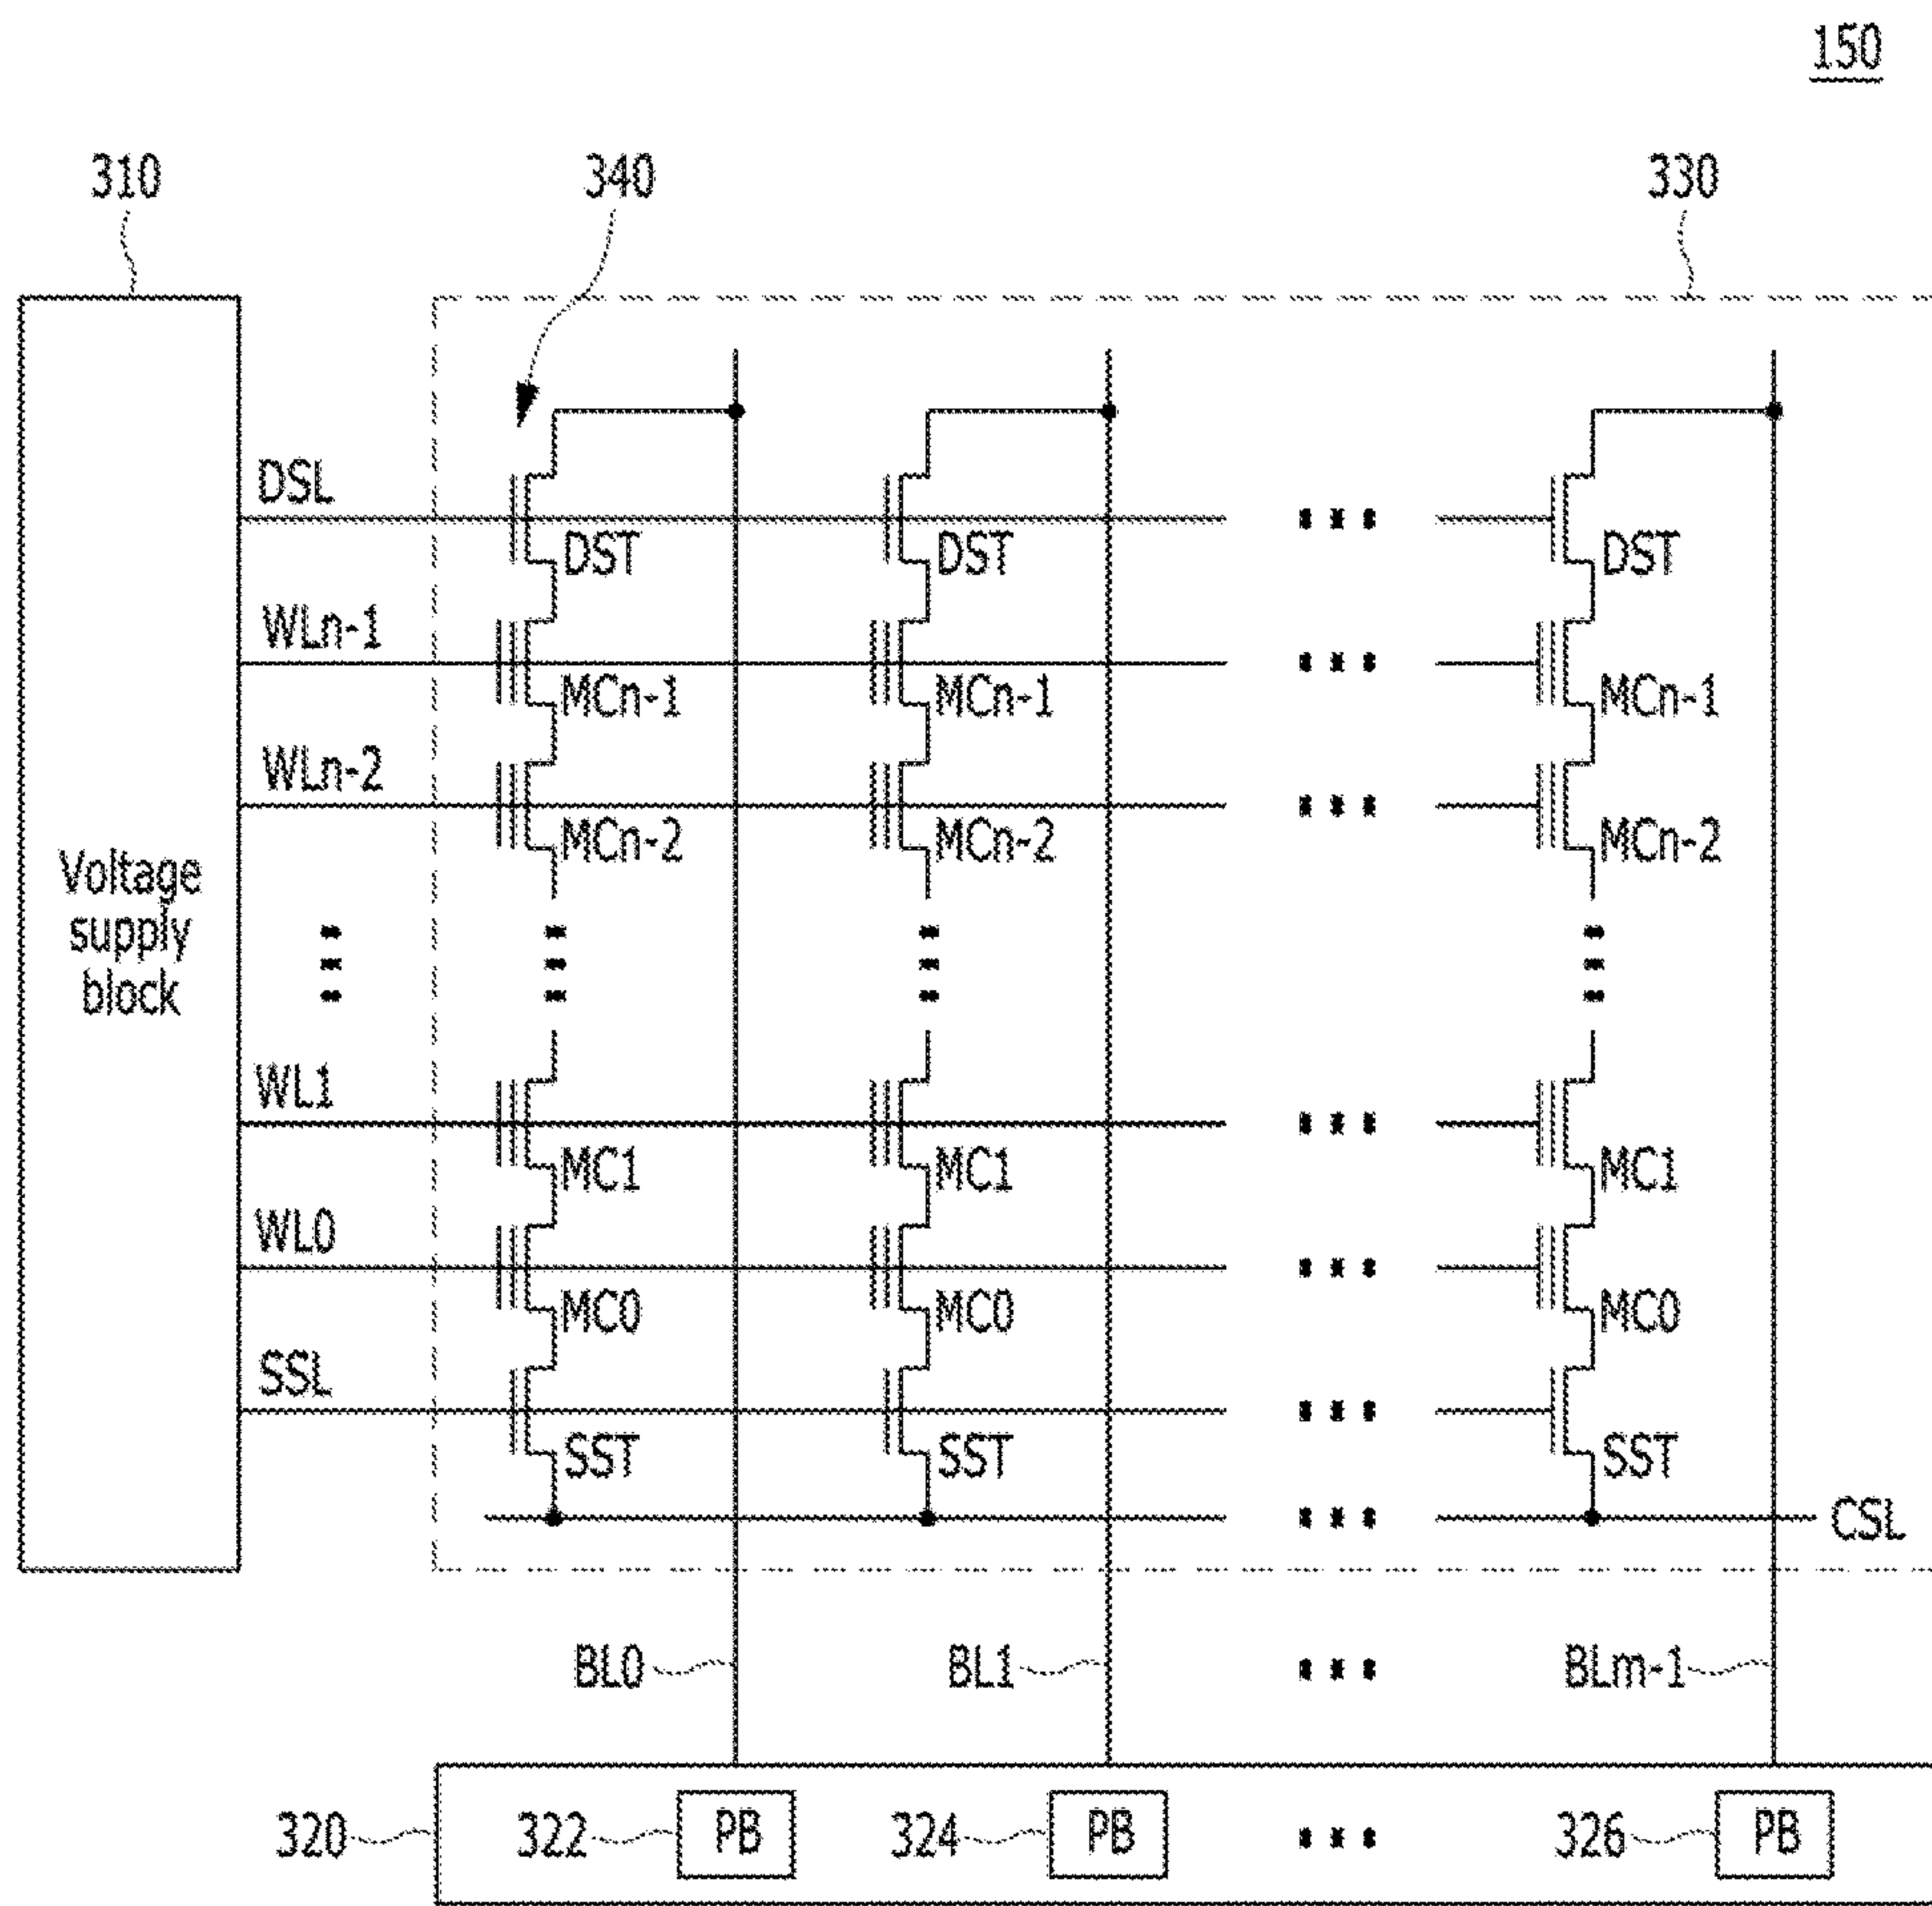 150
310
340
330
DSL
DST
DST
DST
WLn-1
MCn-1
MCn-1
MCn-1
WLn-2
MCn-2
MCn-2
MCn-2
Voltage
supply
block
WL1
MC1
MC1
MC1
WL0
MC0
MC0
MC0
SSL
SST
SST
SST
CSL
BL0
BL1
BLm-1
320
322
PB
324
PB
326
PB